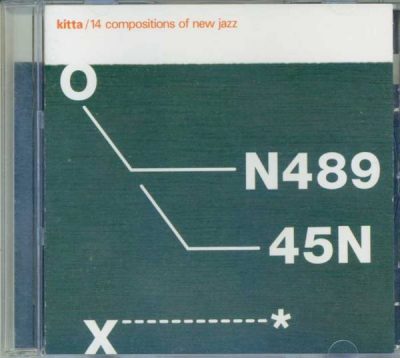 kitta/14 compositions of new jazz
O
N489
45N
X------------*